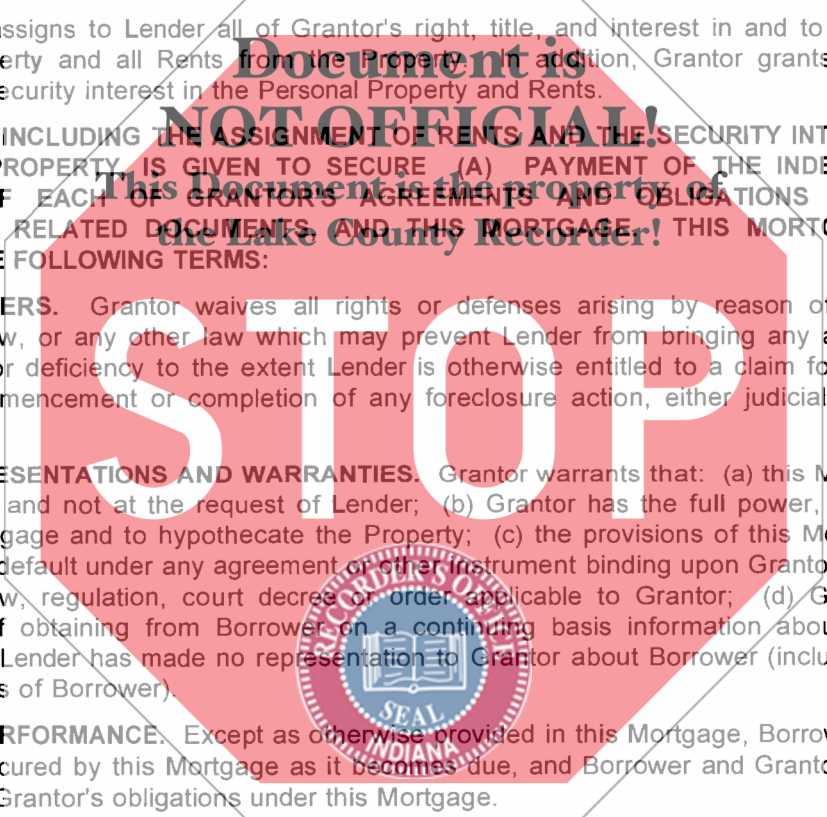 ssigns to Lender all of Grantor's right, title, and interest in and to
erty and all Rents from the Property. In addition, Grantor grants
ecurity interest in the Personal Property and Rents.
Document is
NOT OFFICIAL!
This Document is the property of
the Lake County Recorder!
INCLUDING THE ASSIGNMENT OF RENTS AND THE SECURITY INT
ROPERTY, IS GIVEN TO SECURE (A) PAYMENT OF THE INDE
F EACH OF GRANTOR'S AGREEMENTS AND OBLIGATIONS
RELATED DOCUMENTS, AND THIS MORTGAGE. THIS MORTG
E FOLLOWING TERMS:
ERS. Grantor waives all rights or defenses arising by reason of
w, or any other law which may prevent Lender from bringing any a
or deficiency to the extent Lender is otherwise entitled to a claim fo
mencement or completion of any foreclosure action, either judicial
STOP
ESENTATIONS AND WARRANTIES. Grantor warrants that: (a) this M
and not at the request of Lender; (b) Grantor has the full power,
gage and to hypothecate the Property; (c) the provisions of this Mo
default under any agreement or other instrument binding upon Granto
w, regulation, court decree or order applicable to Grantor; (d) G
f obtaining from Borrower on a continuing basis information abou
Lender has made no representation to Grantor about Borrower (inclu
s of Borrower).
RECORDER'S OFFICE
SEAL
INDIANA
RFORMANCE. Except as otherwise provided in this Mortgage, Borrow
cured by this Mortgage as it becomes due, and Borrower and Granto
Grantor's obligations under this Mortgage.